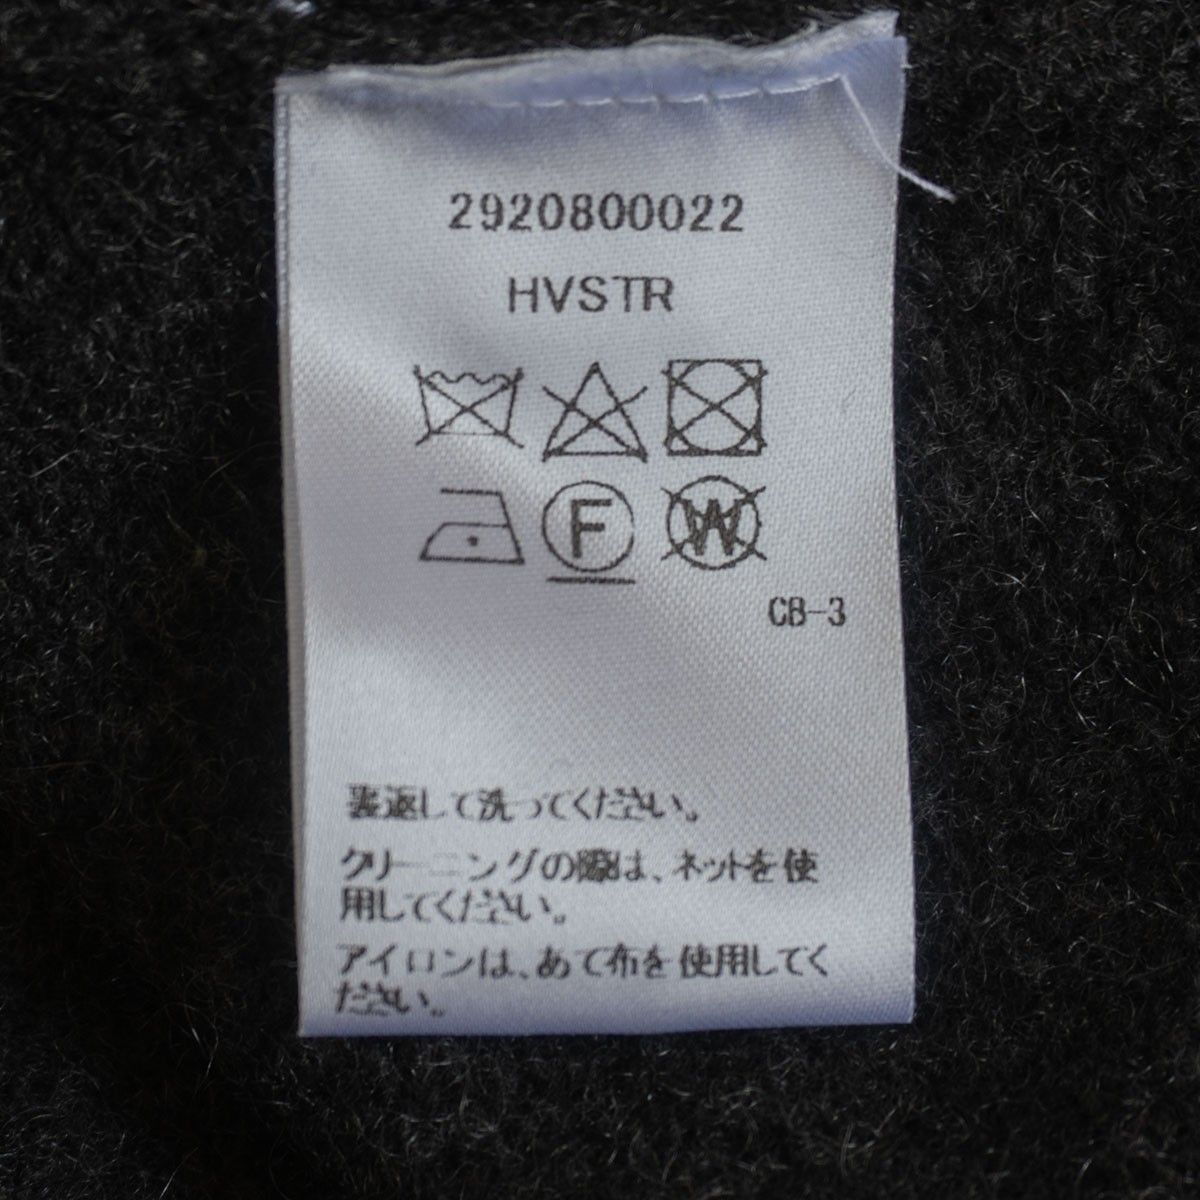 2920800022
HVSTR
F
W
CB-3
裏返して洗ってください。
クリーニングの際は、ネットを使
用してください。
アイロンは、あて布を使用してく
ださい。